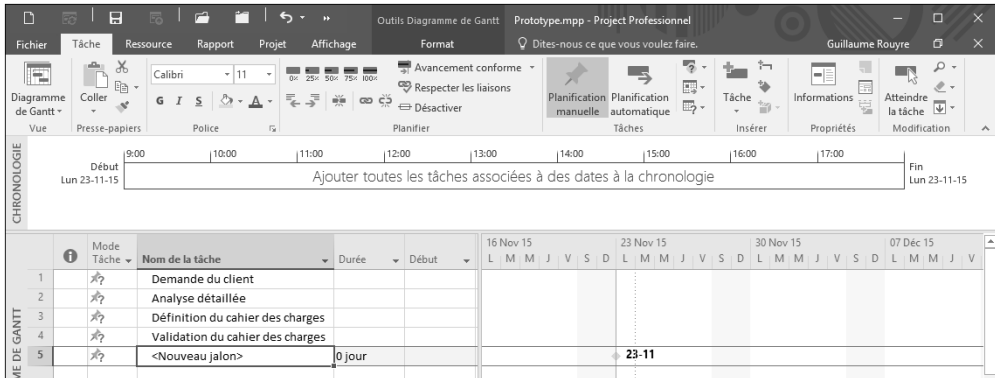 Outils Diagramme de Gantt Prototype.mpp - Project Professionnel
Fichier Tâche Ressource Rapport Projet Affichage Format Dites-nous ce que vous voulez faire. Guillaume Rouyre
Diagramme de Gantt
Vue
Coller
Presse-papiers
Calibri 11
G I S A
Police
0% 25% 50% 75% 100%
Avancement conforme
Respecter les liaisons
Désactiver
Planifier
Planification manuelle
Planification automatique
Tâches
Tâche
Insérer
Informations
Propriétés
Atteindre la tâche
Modification
CHRONOLOGIE
9:00 10:00 11:00 12:00 13:00 14:00 15:00 16:00 17:00
Début
Lun 23-11-15
Ajouter toutes les tâches associées à des dates à la chronologie
Fin
Lun 23-11-15
Mode Tâche Nom de la tâche Durée Début
16 Nov 15 23 Nov 15 30 Nov 15 07 Déc 15
L M M J V S D L M M J V S D L M M J V S D L M M J V
1 Demande du client
2 Analyse détaillée
3 Définition du cahier des charges
4 Validation du cahier des charges
5 <Nouveau jalon> 0 jour 23-11
ME DE GANTT